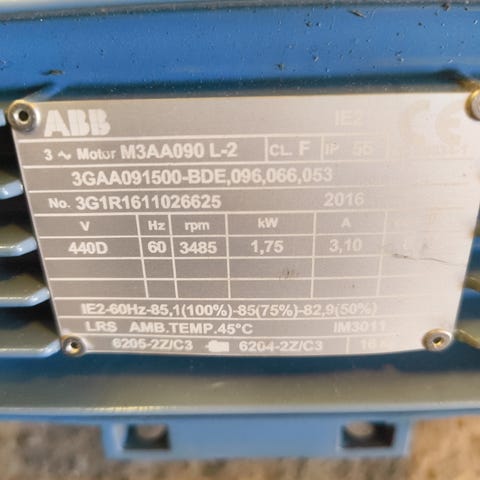 ABB IE2 CE
3 ~ Motor M3AA090 L-2 CL. F IP 55
3GAA091500-BDE,096,066,053
No. 3G1R1611026625 2016
V Hz rpm kW A
440D 60 3485 1,75 3,10
IE2-60Hz-85,1(100%)-85(75%)-82,9(50%)
LRS AMB.TEMP.45°C IM3011
6205-2Z/C3 6204-2Z/C3 16